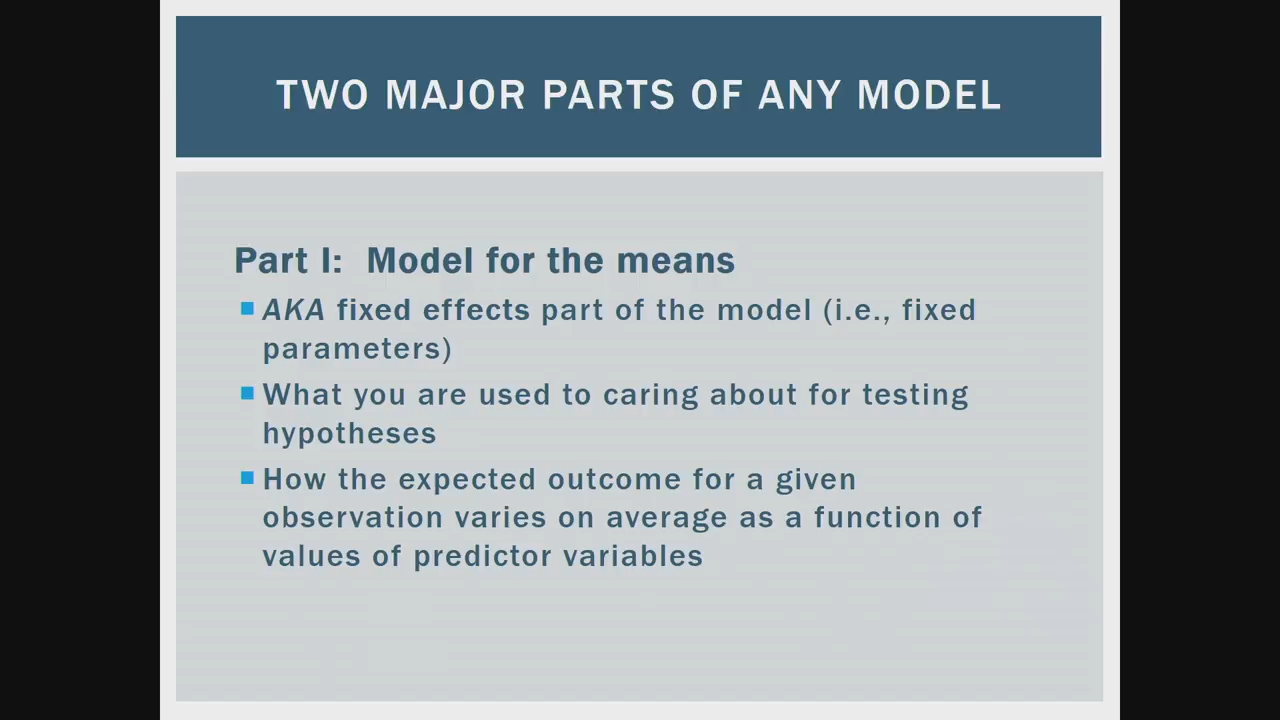 TWO MAJOR PARTS OF ANY MODEL
Part I: Model for the means
AKA fixed effects part of the model (i.e., fixed
parameters)
What you are used to caring about for testing
hypotheses
How the expected outcome for a given
observation varies on average as a function of
values of predictor variables